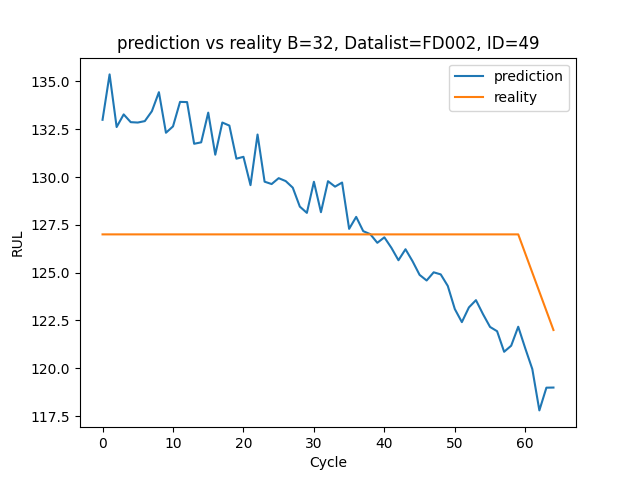 prediction vs reality B=32, Datalist=FD002, ID=49
prediction
reality
135.0
132.5
130.0
127.5
125.0
122.5
120.0
117.5
RUL
0 10 20 30 40 50 60
Cycle